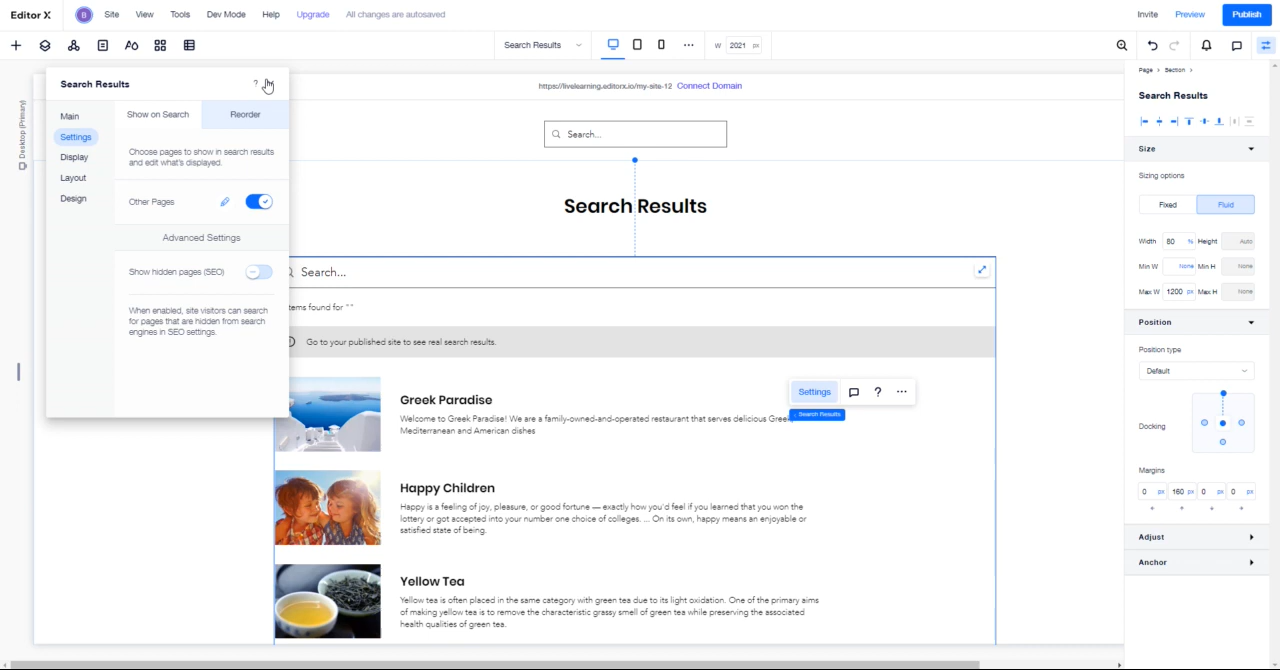 Editor X
B
Site
View
Tools
Dev Mode
Help
Upgrade
All changes are autosaved
Invite
Preview
Publish
Search Results
W 2021 px
Search Results
?
Main
Settings
Display
Layout
Design
Show on Search
Reorder
Choose pages to show in search results
and edit what's displayed.
Other Pages
Advanced Settings
Show hidden pages (SEO)
When enabled, site visitors can search
for pages that are hidden from search
engines in SEO settings.
Desktop (Primary)
https://livelearning.editorx.io/my-site-12 Connect Domain
Search...
Search Results
Search...
tems found for ""
Go to your published site to see real search results.
Greek Paradise
Welcome to Greek Paradise! We are a family-owned-and-operated restaurant that serves delicious Greek,
Mediterranean and American dishes
Settings
?
Search Results
Happy Children
Happy is a feeling of joy, pleasure, or good fortune — exactly how you'd feel if you learned that you won the
lottery or got accepted into your number one choice of colleges. ... On its own, happy means an enjoyable or
satisfied state of being.
Yellow Tea
Yellow tea is often placed in the same category with green tea due to its light oxidation. One of the primary aims
of making yellow tea is to remove the characteristic grassy smell of green tea while preserving the associated
health qualities of green tea.
Page > Section >
Search Results
Size
Sizing options
Fixed
Fluid
Width 80 % Height Auto
Min W None Min H None
Max W 1200 px Max H None
Position
Position type
Default
Docking
Margins
0 px 160 px 0 px 0 px
Adjust
Anchor